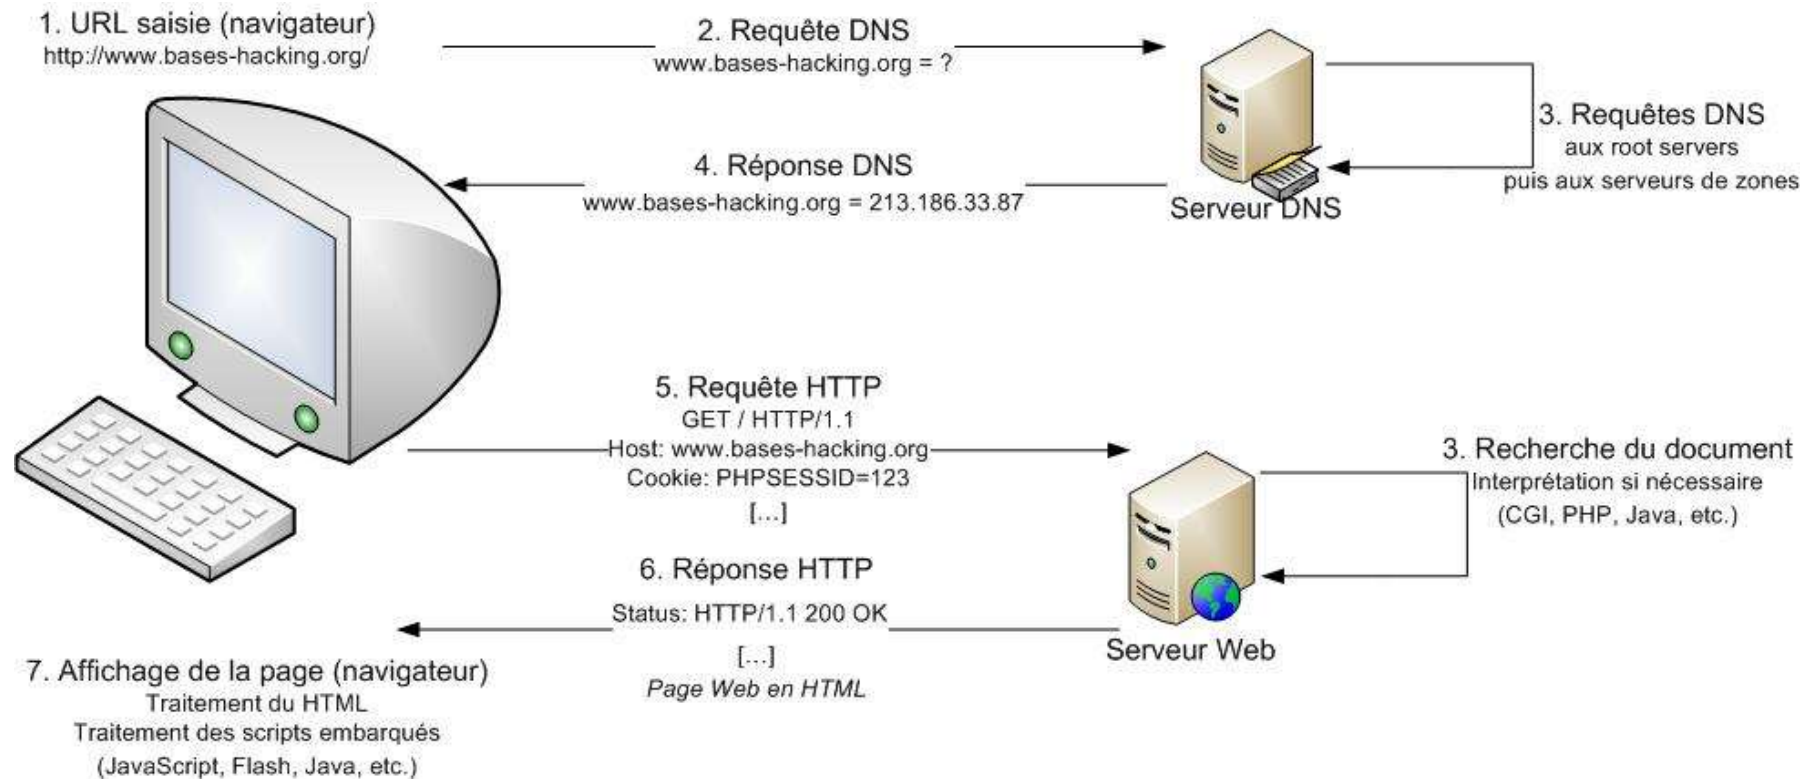 1. URL saisie (navigateur)
http://www.bases-hacking.org/
2. Requête DNS
www.bases-hacking.org = ?
3. Requêtes DNS
aux root servers
puis aux serveurs de zones
Serveur DNS
4. Réponse DNS
www.bases-hacking.org = 213.186.33.87
5. Requête HTTP
GET / HTTP/1.1
Host: www.bases-hacking.org
Cookie: PHPSESSID=123
[...]
3. Recherche du document
Interprétation si nécessaire
(CGI, PHP, Java, etc.)
Serveur Web
6. Réponse HTTP
Status: HTTP/1.1 200 OK
[...]
Page Web en HTML
7. Affichage de la page (navigateur)
Traitement du HTML
Traitement des scripts embarqués
(JavaScript, Flash, Java, etc.)